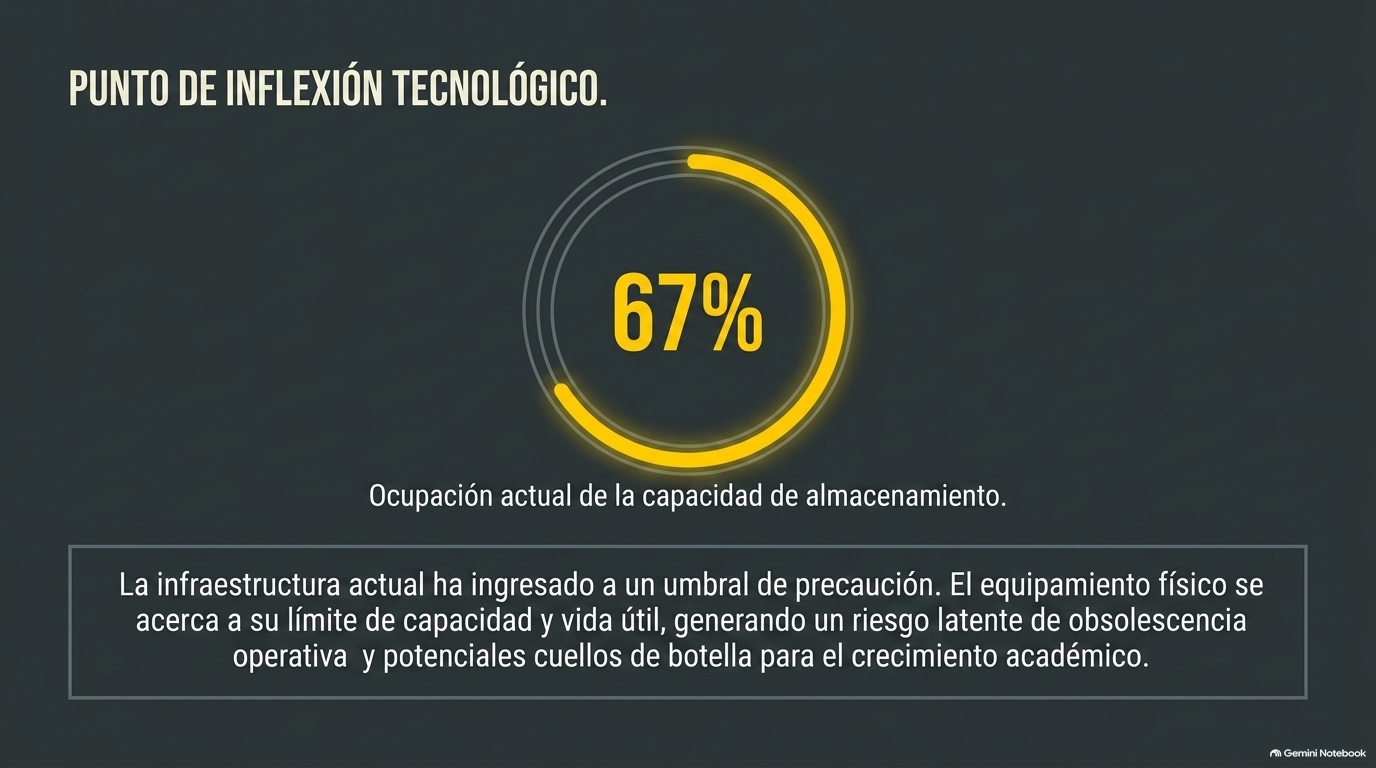 PUNTO DE INFLEXIÓN TECNOLÓGICO.
67%
Ocupación actual de la capacidad de almacenamiento.
La infraestructura actual ha ingresado a un umbral de precaución. El equipamiento físico se
acerca a su límite de capacidad y vida útil, generando un riesgo latente de obsolescencia
operativa  y potenciales cuellos de botella para el crecimiento académico.
Gemini Notebook